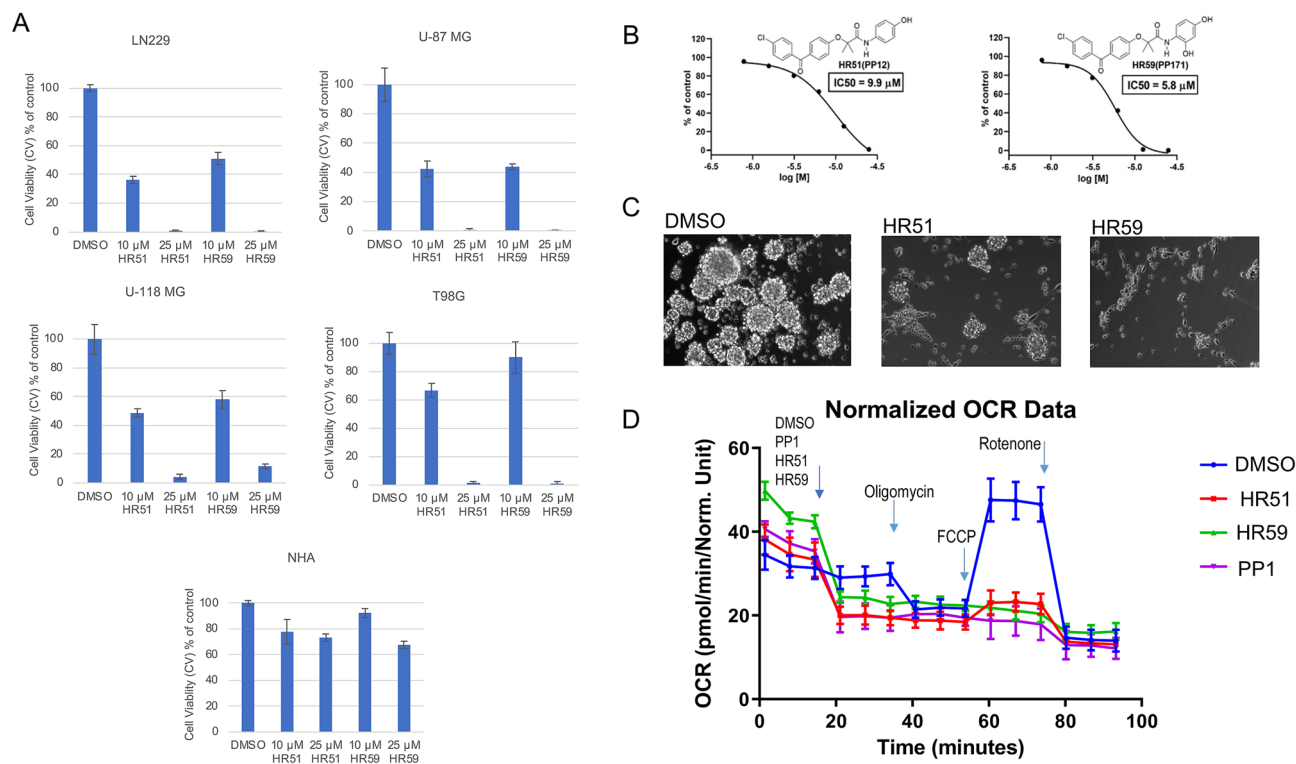 A
LN229
Cell Viablity (CV) % of control
120
100
80
60
40
20
0
DMSO
10 µM HR51
25 µM HR51
10 µM HR59
25 µM HR59
U-87 MG
Cell Viablity (CV) % of control
120
100
80
60
40
20
0
DMSO
10 µM HR51
25 µM HR51
10 µM HR59
25 µM HR59
U-118 MG
Cell Viablity (CV) % of control
120
100
80
60
40
20
0
DMSO
10 µM HR51
25 µM HR51
10 µM HR59
25 µM HR59
T98G
Cell Viablity (CV) % of control
120
100
80
60
40
20
0
DMSO
10 µM HR51
25 µM HR51
10 µM HR59
25 µM HR59
NHA
Cell Viablity (CV) % of control
120
100
80
60
40
20
0
DMSO
10 µM HR51
25 µM HR51
10 µM HR59
25 µM HR59
B
% of control
120
100
80
60
40
20
0
-6.5 -6.0 -5.5 -5.0 -4.5
log [M]
Cl
O
O
O
N
H
OH
HR51(PP12)
IC50 = 9.9 µM
% of control
120
100
80
60
40
20
0
-6.5 -6.0 -5.5 -5.0 -4.5
log [M]
Cl
O
O
O
N
H
OH
OH
HR59(PP171)
IC50 = 5.8 µM
C
DMSO
HR51
HR59
D
Normalized OCR Data
OCR (pmol/min/Norm. Unit)
60
40
20
0
0 20 40 60 80 100
Time (minutes)
DMSO
PP1
HR51
HR59
Oligomycin
FCCP
Rotenone
DMSO
HR51
HR59
PP1